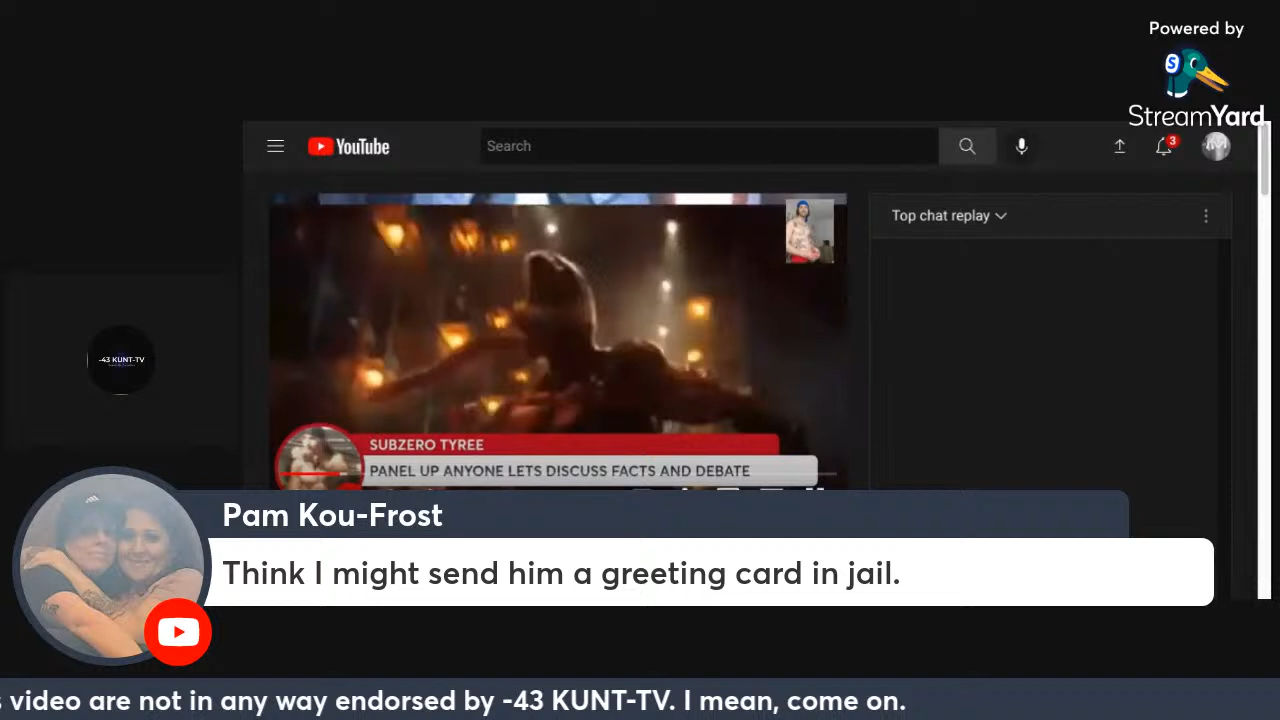 Powered by
StreamYard
YouTube
Search
3
Top chat replay
-43 KUNT-TV
SUBZERO TYREE
PANEL UP ANYONE LETS DISCUSS FACTS AND DEBATE
Pam Kou-Frost
Think I might send him a greeting card in jail.
s video are not in any way endorsed by -43 KUNT-TV. I mean, come on.